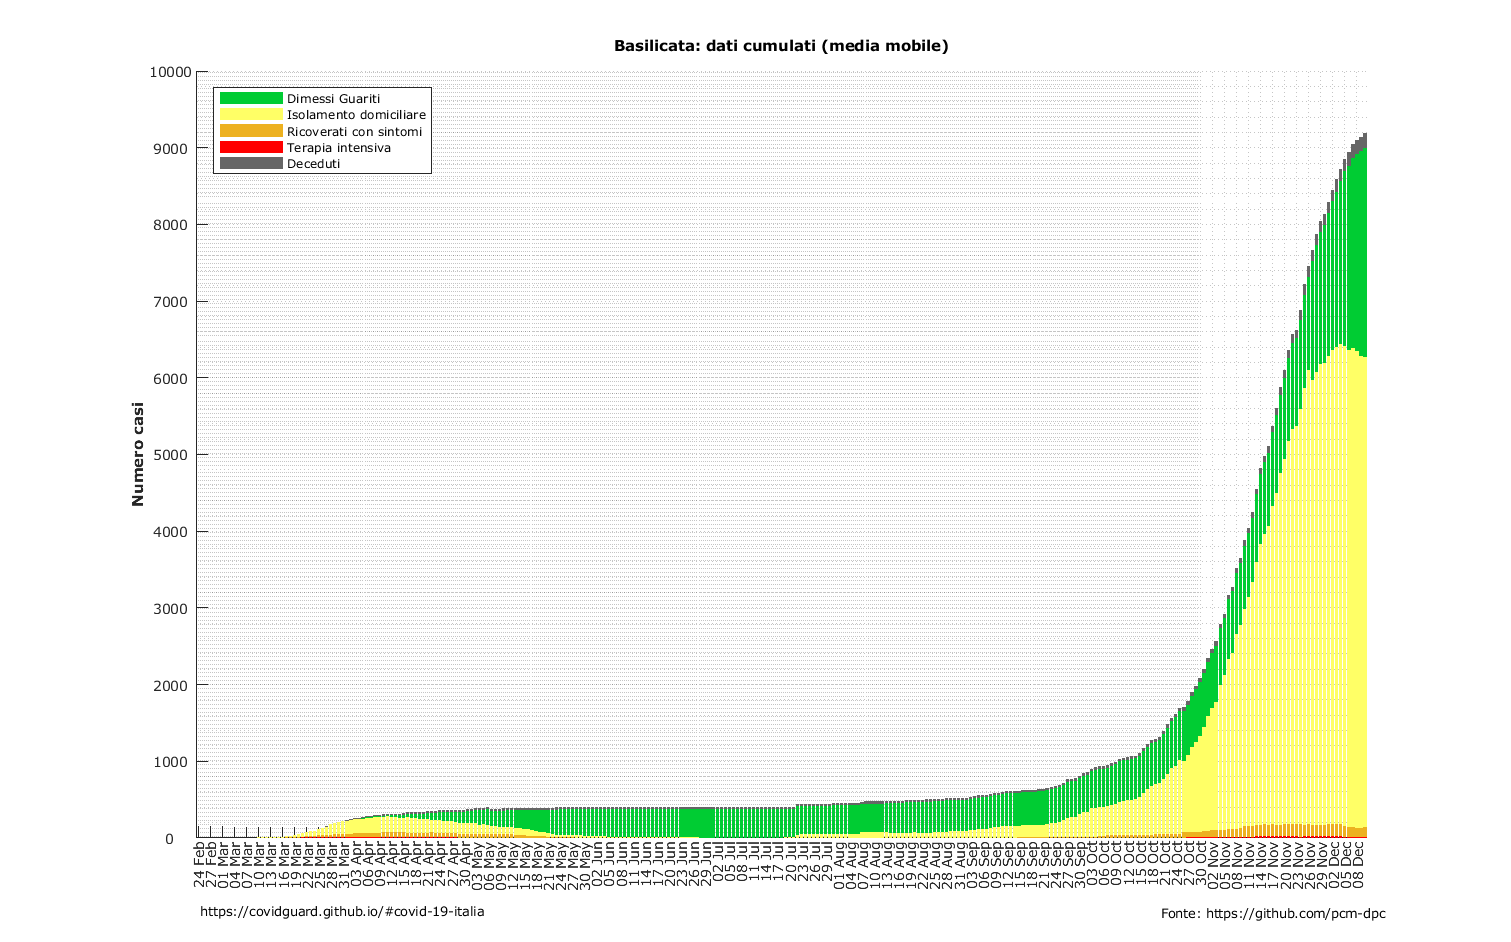 Basilicata: dati cumulati (media mobile)
10000
9000
8000
7000
6000
5000
4000
3000
2000
1000
0
Numero casi
Dimessi Guariti
Isolamento domiciliare
Ricoverati con sintomi
Terapia intensiva
Deceduti
24 Feb
27 Feb
01 Mar
04 Mar
07 Mar
10 Mar
13 Mar
16 Mar
19 Mar
22 Mar
25 Mar
28 Mar
31 Mar
03 Apr
06 Apr
09 Apr
12 Apr
15 Apr
18 Apr
21 Apr
24 Apr
27 Apr
30 Apr
03 May
06 May
09 May
12 May
15 May
18 May
21 May
24 May
27 May
30 May
02 Jun
05 Jun
08 Jun
11 Jun
14 Jun
17 Jun
20 Jun
23 Jun
26 Jun
29 Jun
02 Jul
05 Jul
08 Jul
11 Jul
14 Jul
17 Jul
20 Jul
23 Jul
26 Jul
29 Jul
01 Aug
04 Aug
07 Aug
10 Aug
13 Aug
16 Aug
19 Aug
22 Aug
25 Aug
28 Aug
31 Aug
03 Sep
06 Sep
09 Sep
12 Sep
15 Sep
18 Sep
21 Sep
24 Sep
27 Sep
30 Sep
03 Oct
06 Oct
09 Oct
12 Oct
15 Oct
18 Oct
21 Oct
24 Oct
27 Oct
30 Oct
02 Nov
05 Nov
08 Nov
11 Nov
14 Nov
17 Nov
20 Nov
23 Nov
26 Nov
29 Nov
02 Dec
05 Dec
08 Dec
https://covidguard.github.io/#covid-19-italia
Fonte: https://github.com/pcm-dpc